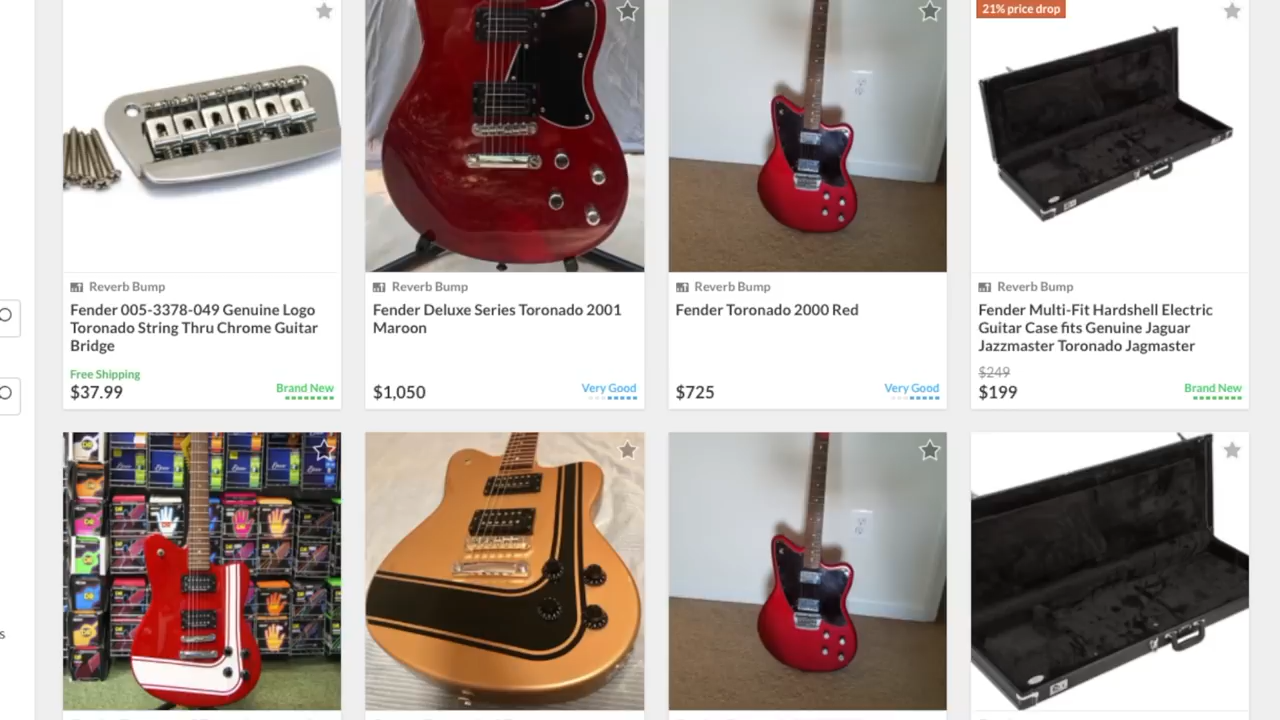 21% price drop
Reverb Bump
Fender 005-3378-049 Genuine Logo
Toronado String Thru Chrome Guitar
Bridge
Free Shipping
$37.99
Brand New
Reverb Bump
Fender Deluxe Series Toronado 2001
Maroon
$1,050
Very Good
Reverb Bump
Fender Toronado 2000 Red
$725
Very Good
Reverb Bump
Fender Multi-Fit Hardshell Electric
Guitar Case fits Genuine Jaguar
Jazzmaster Toronado Jagmaster
$249
$199
Brand New
s